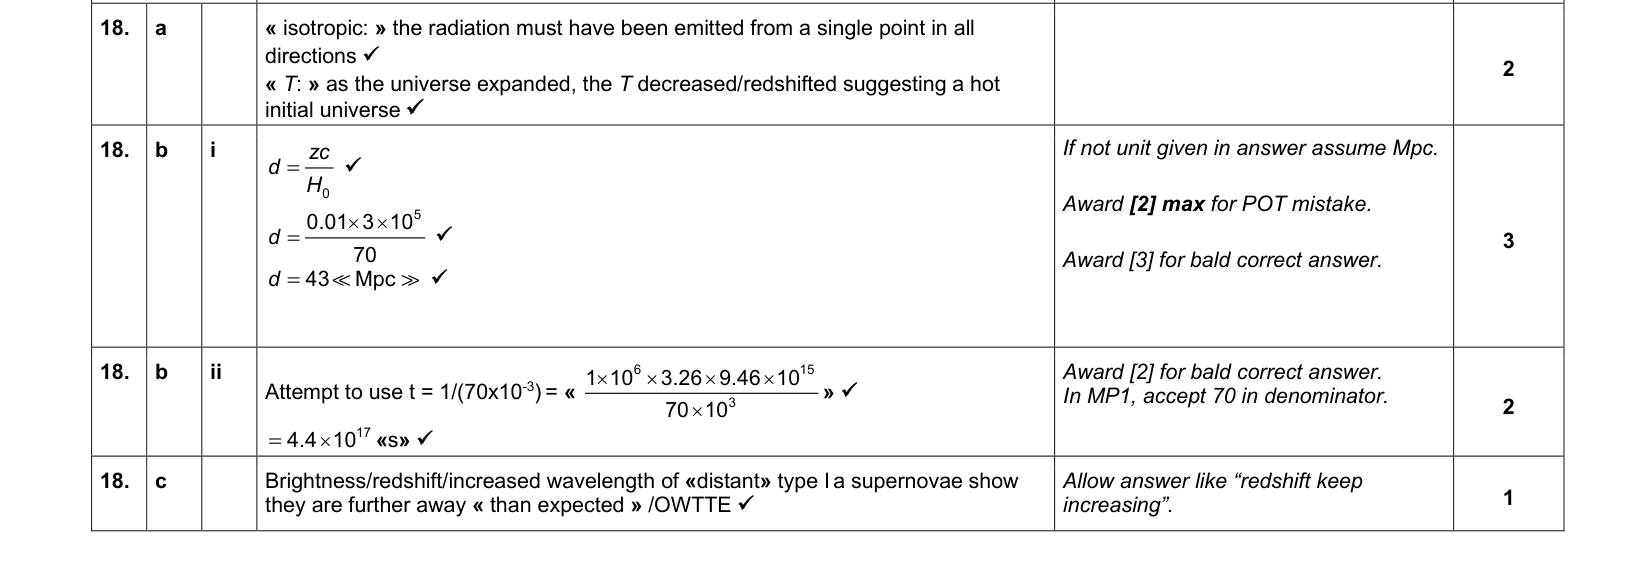 18. a « isotropic: » the radiation must have been emitted from a single point in all
directions ✓
« T: » as the universe expanded, the T decreased/redshifted suggesting a hot
initial universe ✓
2
18. b i
d = zc / H₀ ✓
d = 0.01×3×10⁵ / 70 ✓
d = 43 ≪ Mpc ≫ ✓
If not unit given in answer assume Mpc.
Award [2] max for POT mistake.
Award [3] for bald correct answer.
3
18. b ii
Attempt to use t = 1/(70x10⁻³) = « 1×10⁶ ×3.26×9.46×10¹⁵ / 70×10³ » ✓
= 4.4×10¹⁷ «s» ✓
Award [2] for bald correct answer.
In MP1, accept 70 in denominator.
2
18. c Brightness/redshift/increased wavelength of «distant» type I a supernovae show
they are further away « than expected » /OWTTE ✓
Allow answer like “redshift keep
increasing”.
1